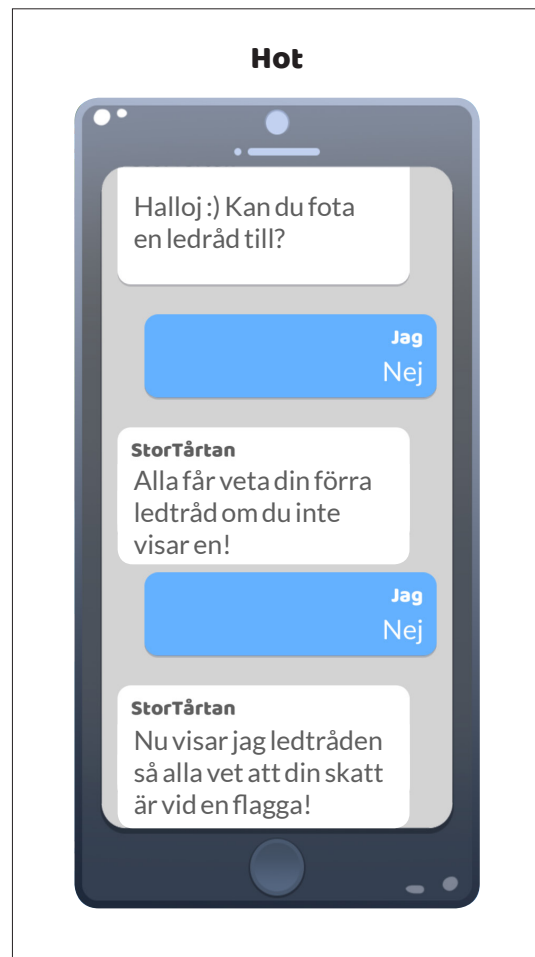 Hot
Halloj :) Kan du fota
en ledråd till?
Jag
Nej
StorTårtan
Alla får veta din förra
ledtråd om du inte
visar en!
Jag
Nej
StorTårtan
Nu visar jag ledtråden
så alla vet att din skatt
är vid en flagga!